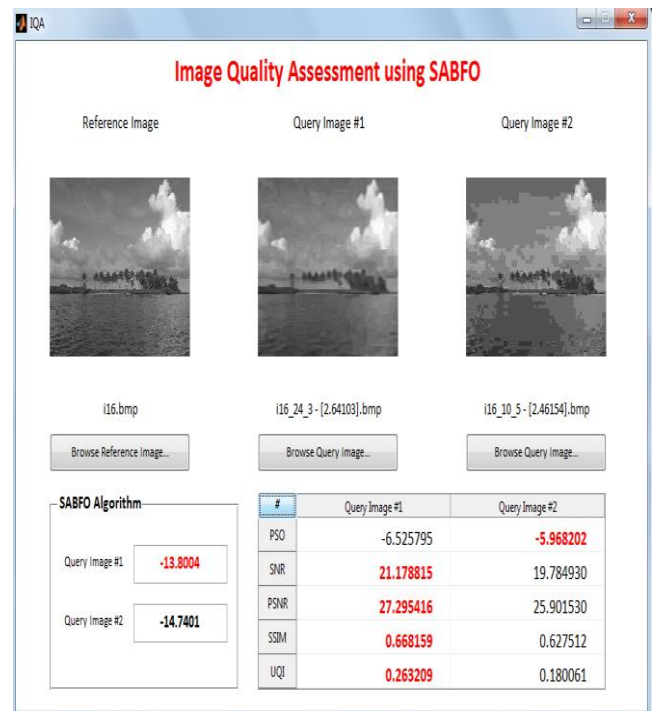 IQA
Image Quality Assessment using SABFO
Reference Image Query Image #1 Query Image #2
i16.bmp i16_24_3 - [2.64103].bmp i16_10_5 - [2.46154].bmp
Browse Reference Image... Browse Query Image... Browse Query Image...
SABFO Algorithm
Query Image #1 -13.8004
Query Image #2 -14.7401
# Query Image #1 Query Image #2
PSO -6.525795 -5.968202
SNR 21.178815 19.784930
PSNR 27.295416 25.901530
SSIM 0.668159 0.627512
UQI 0.263209 0.180061